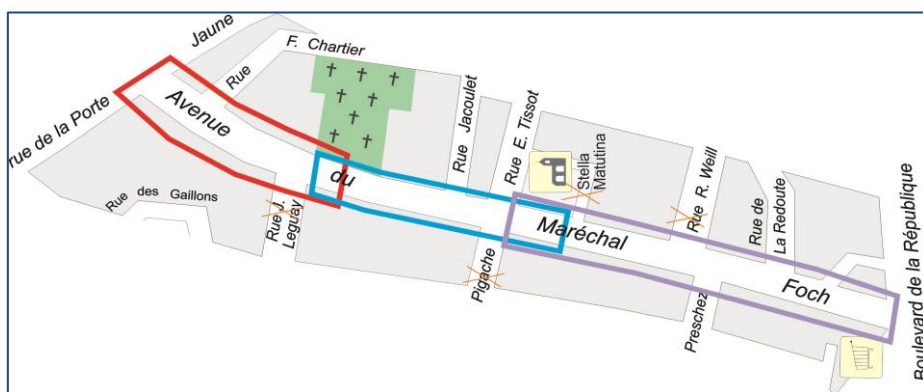 rue de la Porte Jaune
Rue F. Chartier
Avenue du Maréchal Foch
Rue des Gaillons
Rue J. Leguay
Rue Jacoulet
Rue E. Tissot
Stella
Matutina
Pigache
Rue R. Weill
Rue de
La Redoute
Preschez
Boulevard de la République